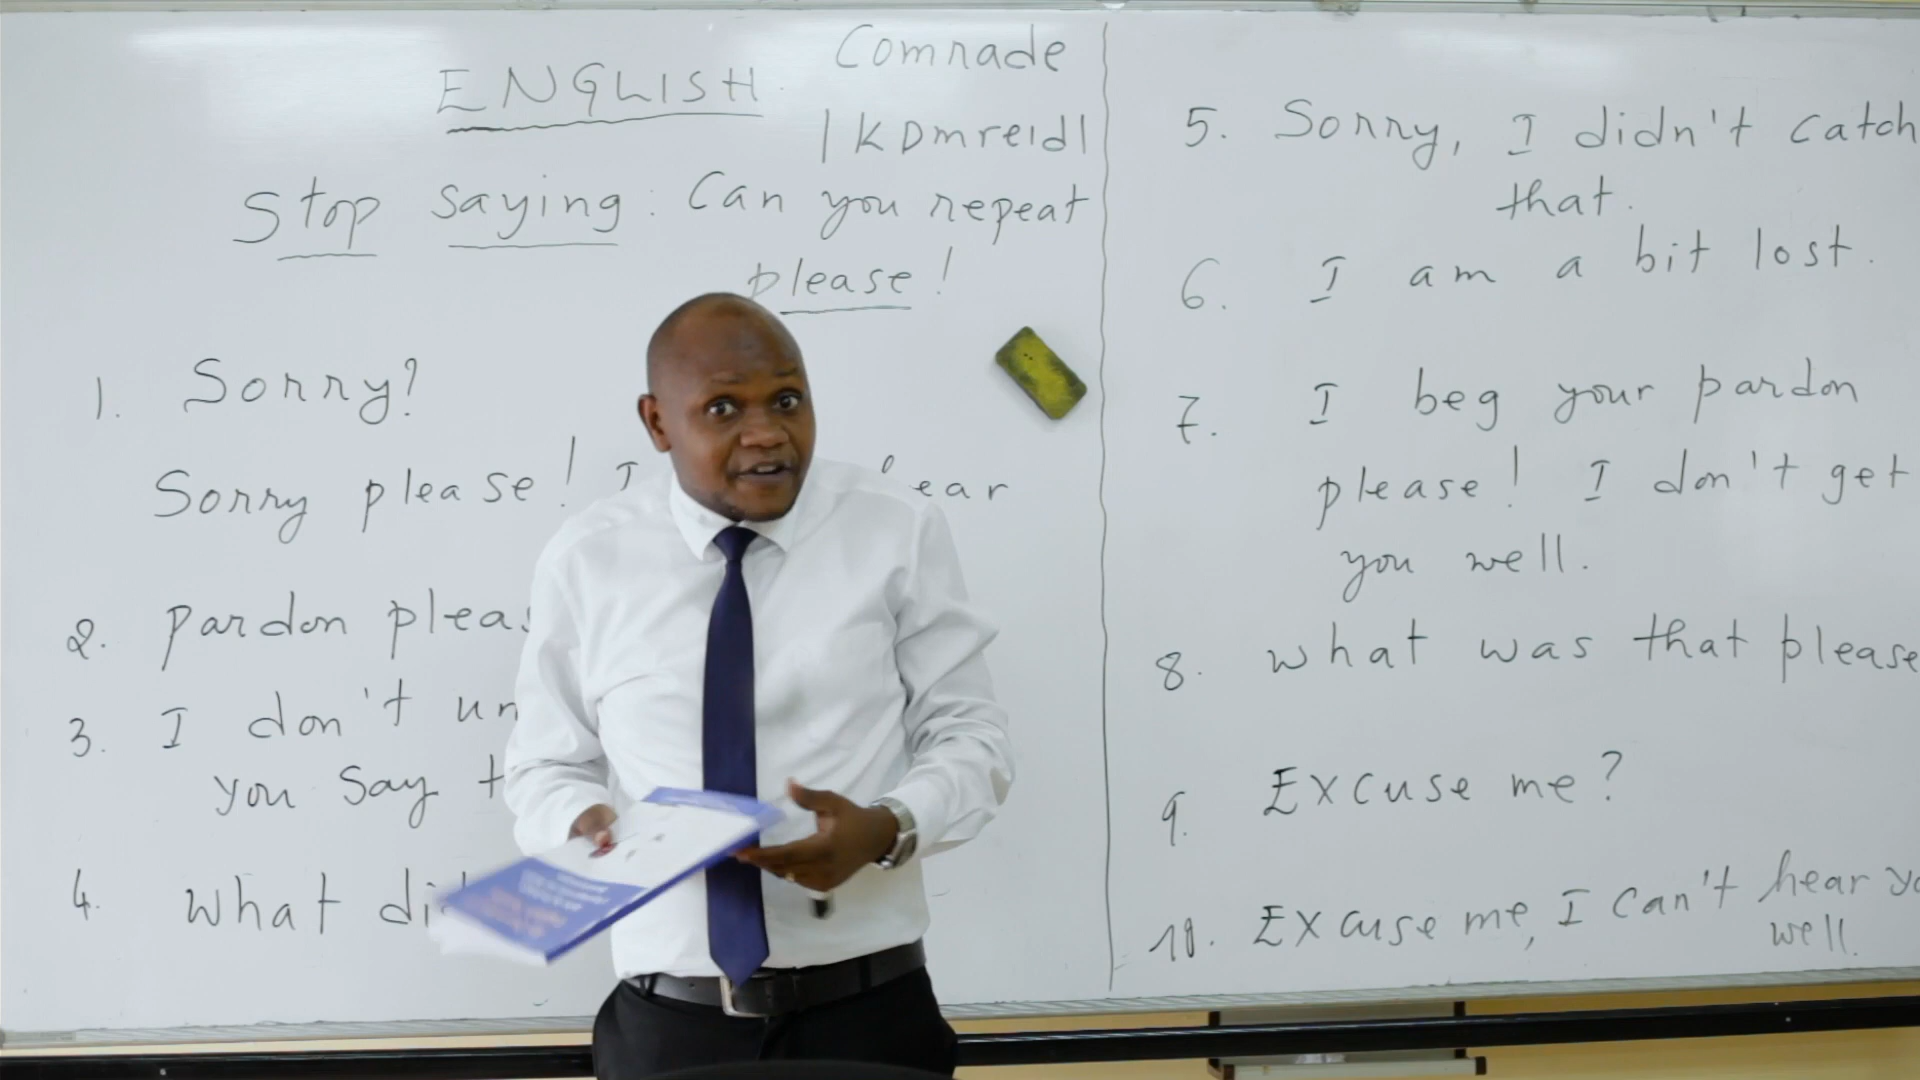 ENGLISH
Comrade
|KDmreıd|
Stop saying: Can you repeat
please!
1. Sorry?
Sorry please! I
2. Pardon
3. I don't
you say
4. what
5. Sorry, I didn't catch
that.
6. I am a bit lost.
7. I beg your pardon
please! I don't get
you well.
8. what was that please
9. Excuse me?
10. Excuse me, I can't hear
well.